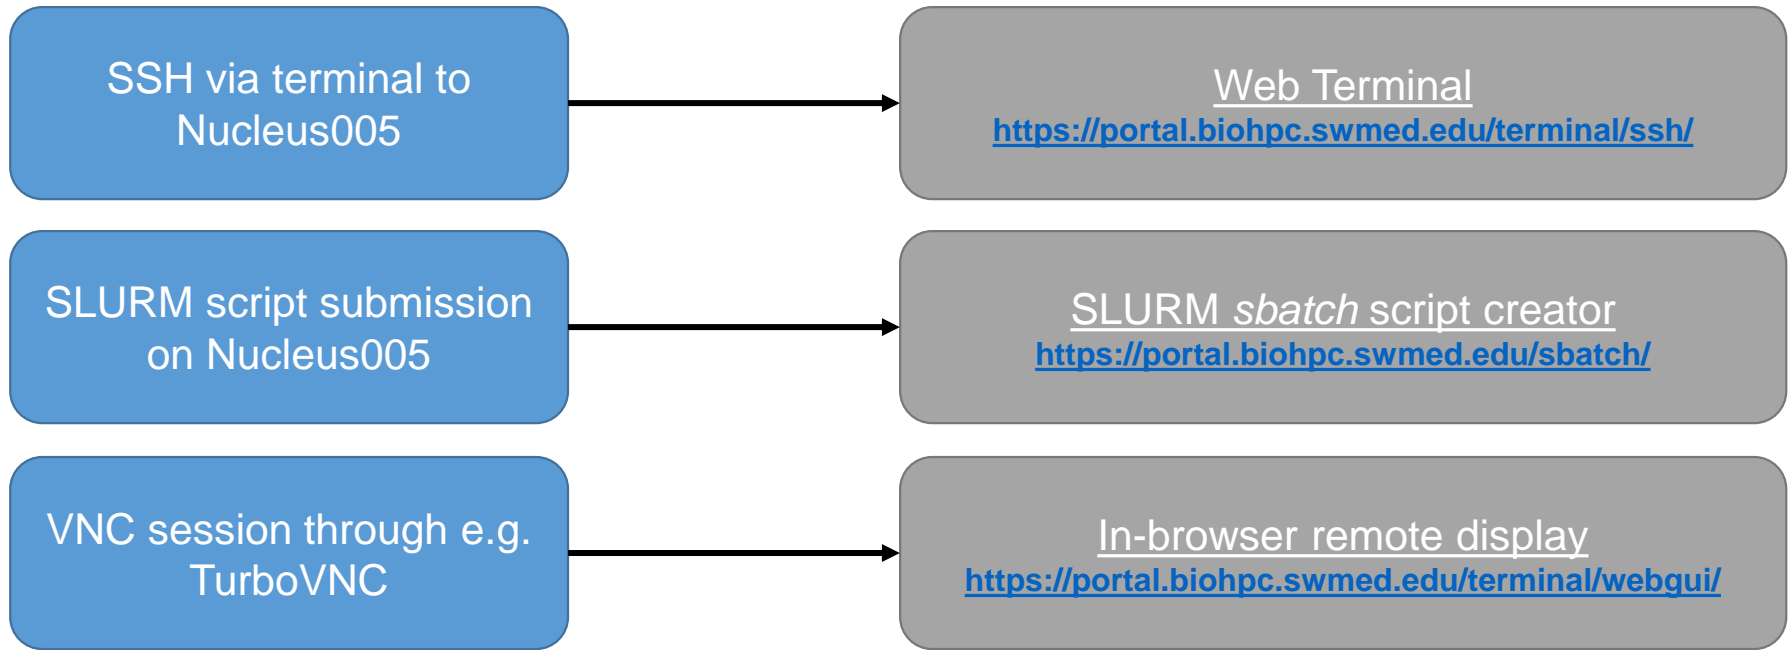 SSH via terminal to
Nucleus005
Web Terminal
https://portal.biohpc.swmed.edu/terminal/ssh/
SLURM script submission
on Nucleus005
SLURM sbatch script creator
https://portal.biohpc.swmed.edu/sbatch/
VNC session through e.g.
TurboVNC
In-browser remote display
https://portal.biohpc.swmed.edu/terminal/webgui/